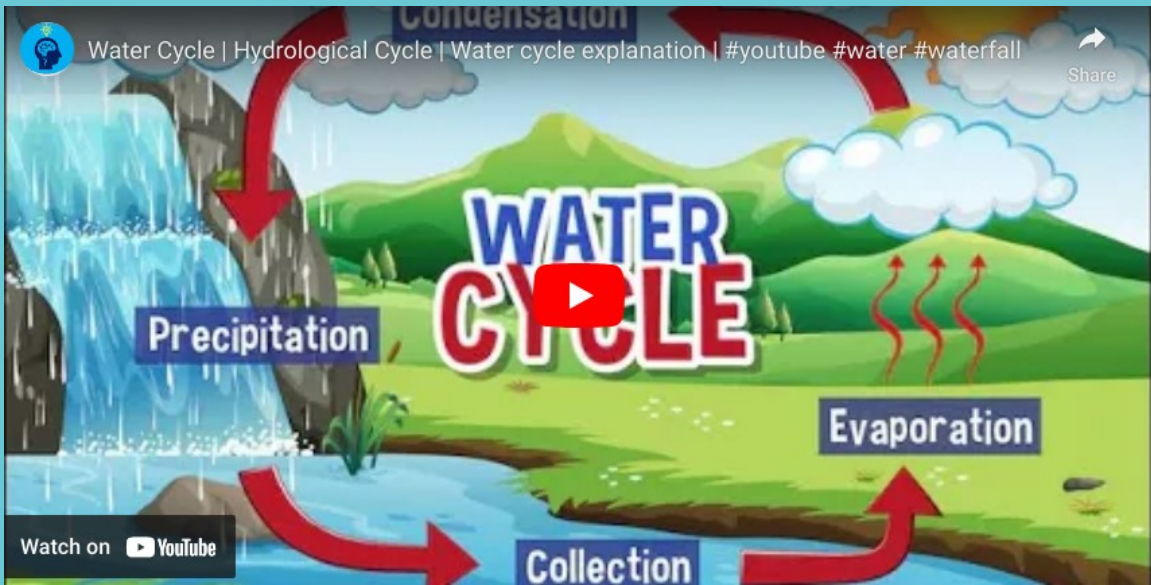 Condensation
Water Cycle | Hydrological Cycle | Water cycle explanation | #youtube #water #waterfall
Share
WATER
CYCLE
Precipitation
Evaporation
Watch on YouTube
Collection